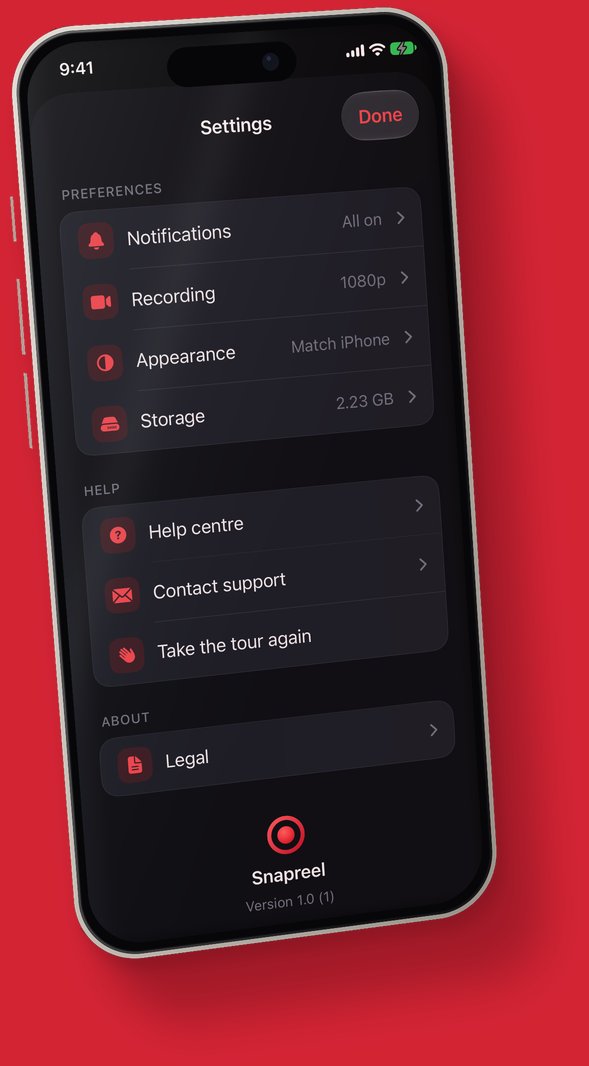 9:41
Settings
Done
PREFERENCES
Notifications
All on
Recording
1080p
Appearance
Match iPhone
Storage
2.23 GB
HELP
Help centre
Contact support
Take the tour again
ABOUT
Legal
Snapreel
Version 1.0 (1)